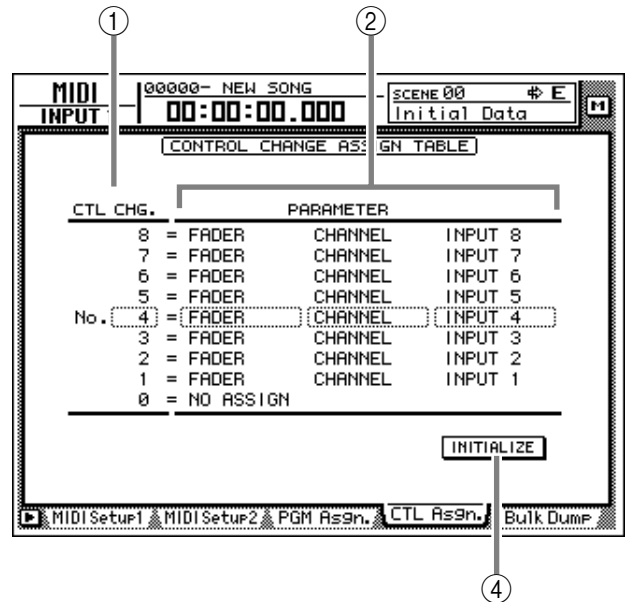 ① ②
MIDI 00000- NEW SONG SCENE 00 E M
INPUT 00:00:00.000 Initial Data
CONTROL CHANGE ASSIGN TABLE
CTL CHG. PARAMETER
8 = FADER CHANNEL INPUT 8
7 = FADER CHANNEL INPUT 7
6 = FADER CHANNEL INPUT 6
5 = FADER CHANNEL INPUT 5
No. 4 = FADER CHANNEL INPUT 4
3 = FADER CHANNEL INPUT 3
2 = FADER CHANNEL INPUT 2
1 = FADER CHANNEL INPUT 1
0 = NO ASSIGN
INITIALIZE
MIDI Setup1 MIDI Setup2 PGM Asgn. CTL Asgn. Bulk Dump
④